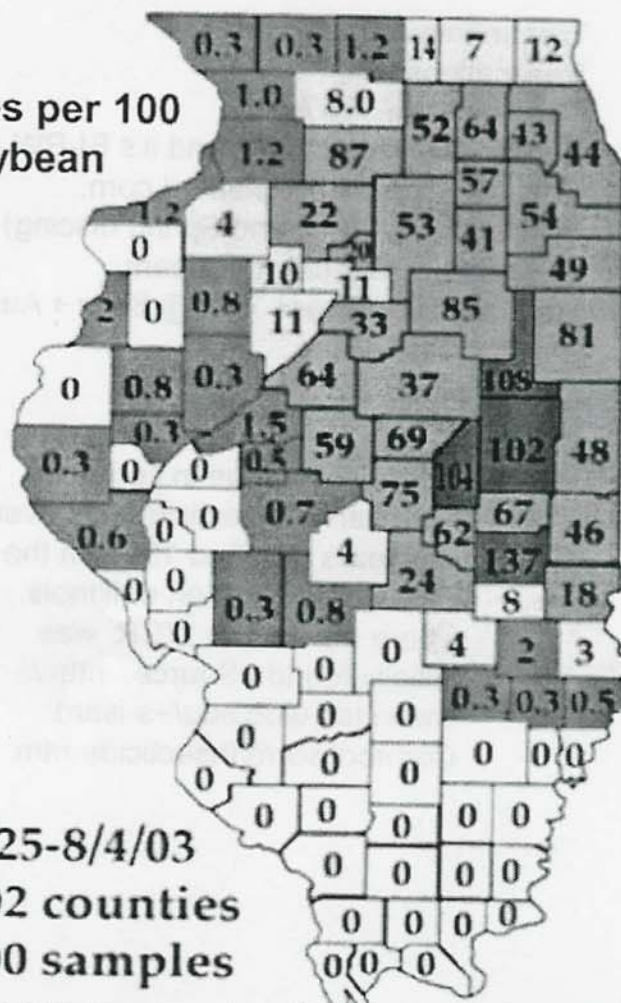 0.3 0.3 1.2 14 7 12
es per 100
ybean
1.0 8.0 52 64 43 44
1.2 87
57
1.2 4 22 53 41 54
0 20 49
10 11
2 0 0.8 11 33 85 81
0 0.8 0.3 64 37 108
0.3 1.5 59 69 102 48
0.3 0 0 0.5 104
0.6 0 0 0.7 75 62 67 46
4 137
0 0 0.3 0.8 24 8 18
0 0 0 0 4 2 3
0 0.3 0.3 0.5
0 0 0 0 0 0
0 0 0 0 0 0
25-8/4/03
02 counties
00 samples
0 0 0 0
0 0 0 0
0 0 0